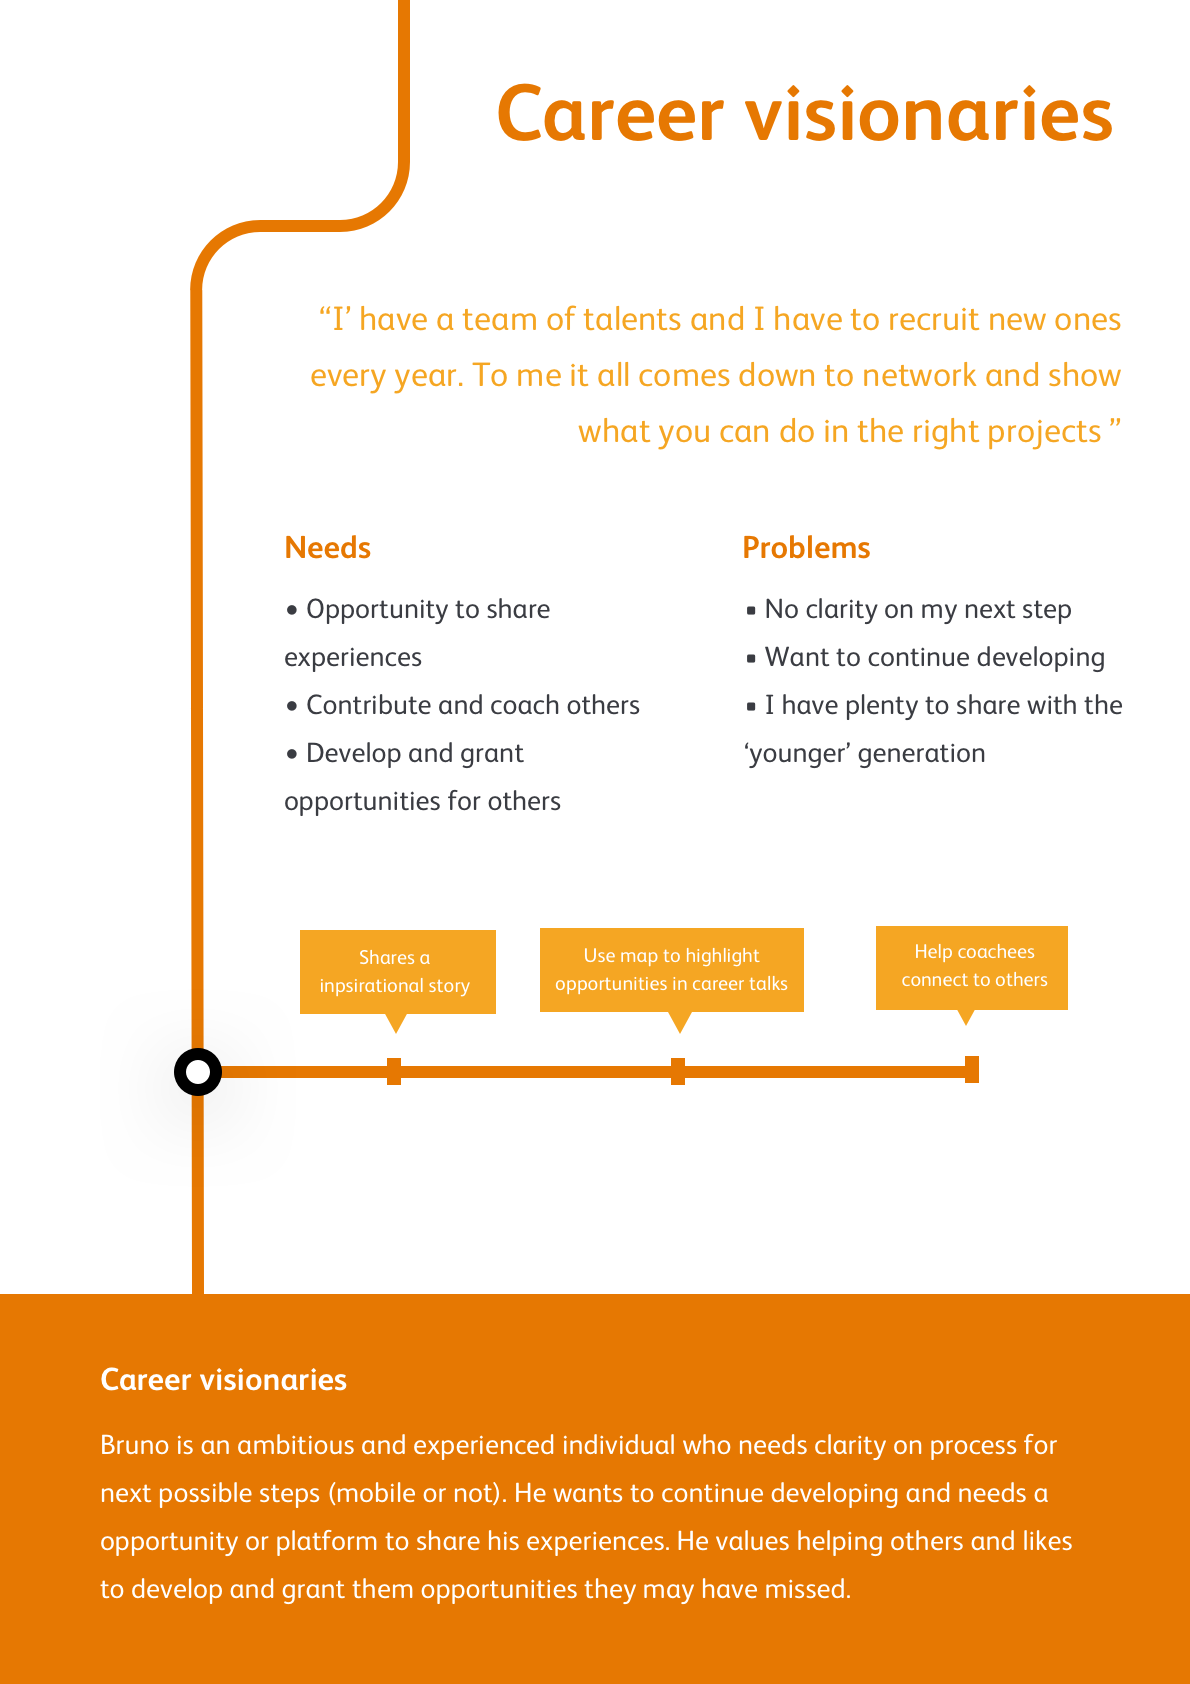 Career visionaries
“I’ have a team of talents and I have to recruit new ones
every year. To me it all comes down to network and show
what you can do in the right projects ”
Needs
• Opportunity to share
experiences
• Contribute and coach others
• Develop and grant
opportunities for others
Problems
▪ No clarity on my next step
▪ Want to continue developing
▪ I have plenty to share with the
‘younger’ generation
Shares a
inpsirational story
Use map to highlight
opportunities in career talks
Help coachees
connect to others
Career visionaries
Bruno is an ambitious and experienced individual who needs clarity on process for
next possible steps (mobile or not). He wants to continue developing and needs a
opportunity or platform to share his experiences. He values helping others and likes
to develop and grant them opportunities they may have missed.